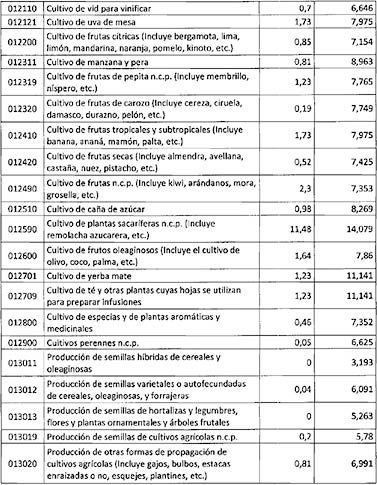 012110 Cultivo de vid para vinificar 0,7 6,646
012121 Cultivo de uva de mesa 1,73 7,975
012200 Cultivo de frutas cítricas (Incluye bergamota, lima, 0,85 7,154
limón, mandarina, naranja, pomelo, kinoto, etc.)
012311 Cultivo de manzana y pera 0,81 8,963
012319 Cultivo de frutas de pepita n.c.p. (Incluye membrillo, 1,23 7,765
níspero, etc.)
012320 Cultivo de frutas de carozo (Incluye cereza, ciruela, 0,19 7,749
damasco, durazno, pelón, etc.)
012410 Cultivo de frutas tropicales y subtropicales (Incluye 1,73 7,975
banana, ananá, mamón, palta, etc.)
012420 Cultivo de frutas secas (Incluye almendra, avellana, 0,52 7,425
castaña, nuez, pistacho, etc.)
012490 Cultivo de frutas n.c.p. (Incluye kiwi, arándanos, mora, 2,3 7,353
grosella, etc.)
012510 Cultivo de caña de azúcar 0,98 8,269
012590 Cultivo de plantas sacaríferas n.c.p. (Incluye 11,48 14,079
remolacha azucarera, etc.)
012600 Cultivo de frutos oleaginosos (Incluye el cultivo de 1,64 7,86
olivo, coco, palma, etc.)
012701 Cultivo de yerba mate 1,23 11,141
012709 Cultivo de té y otras plantas cuyas hojas se utilizan 1,23 11,141
para preparar infusiones
012800 Cultivo de especias y de plantas aromáticas y 0,46 7,352
medicinales
012900 Cultivos perennes n.c.p. 0,05 6,625
013011 Producción de semillas híbridas de cereales y 0 3,193
oleaginosas
013012 Producción de semillas varietales o autofecundadas 0,04 6,091
de cereales, oleaginosas, y forrajeras
013013 Producción de semillas de hortalizas y legumbres, 0 5,263
flores y plantas ornamentales y árboles frutales
013019 Producción de semillas de cultivos agrícolas n.c.p. 0,2 5,78
013020 Producción de otras formas de propagación de 0,81 6,991
cultivos agrícolas (Incluye gajos, bulbos, estacas
enraizadas o no, esquejes, plantines, etc.)